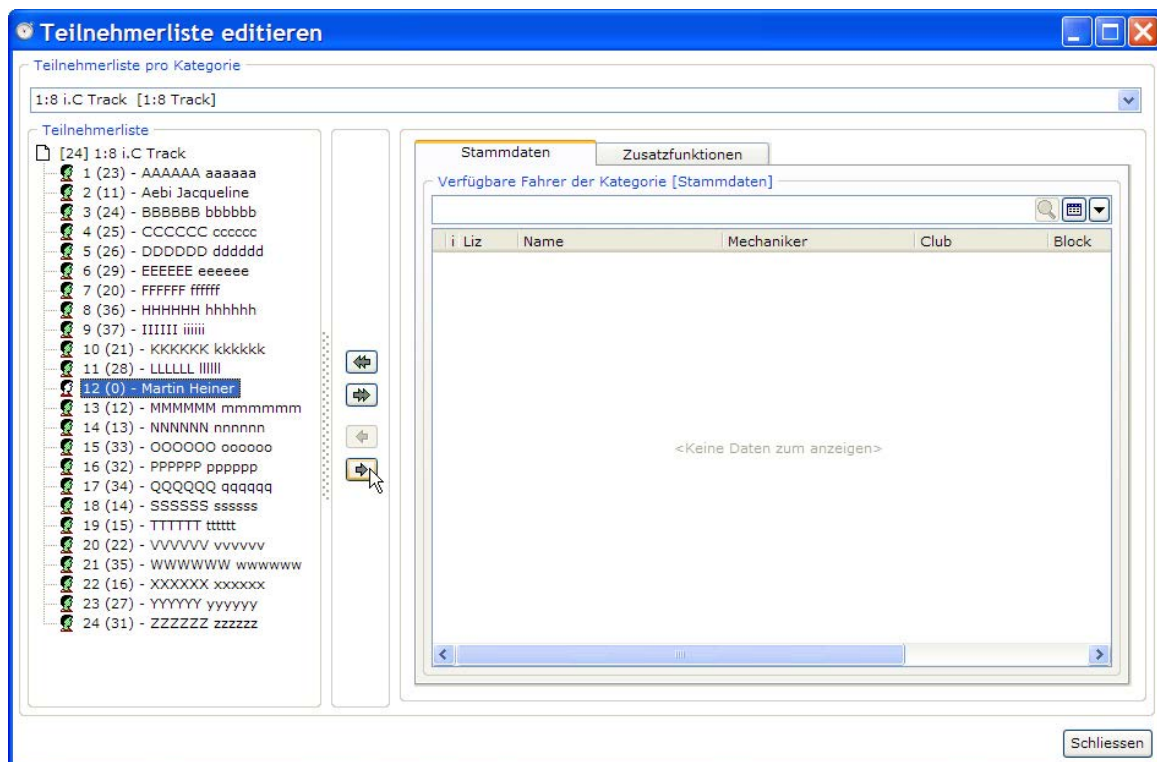 Teilnehmerliste editieren
Teilnehmerliste pro Kategorie
1:8 i.C Track [1:8 Track]
Teilnehmerliste
[24] 1:8 i.C Track
1 (23) - AAAAAA aaaaaa
2 (11) - Aebi Jacqueline
3 (24) - BBBBBB bbbbbb
4 (25) - CCCCCC cccccc
5 (26) - DDDDDD dddddd
6 (29) - EEEEEE eeeeee
7 (20) - FFFFFF ffffff
8 (36) - HHHHHH hhhhhh
9 (37) - IIIIII iiiiii
10 (21) - KKKKKK kkkkkk
11 (28) - LLLLLL llllll
12 (0) - Martin Heiner
13 (12) - MMMMMM mmmmmm
14 (13) - NNNNNN nnnnnn
15 (33) - OOOOOO oooooo
16 (32) - PPPPPP pppppp
17 (34) - QQQQQQ qqqqqq
18 (14) - SSSSSS ssssss
19 (15) - TTTTTT tttttt
20 (22) - VVVVVV vvvvvv
21 (35) - WWWWWW wwwwww
22 (16) - XXXXXX xxxxxx
23 (27) - YYYYYY yyyyyy
24 (31) - ZZZZZZ zzzzzz
Stammdaten Zusatzfunktionen
Verfügbare Fahrer der Kategorie [Stammdaten]
i Liz Name Mechaniker Club Block
<Keine Daten zum anzeigen>
Schliessen